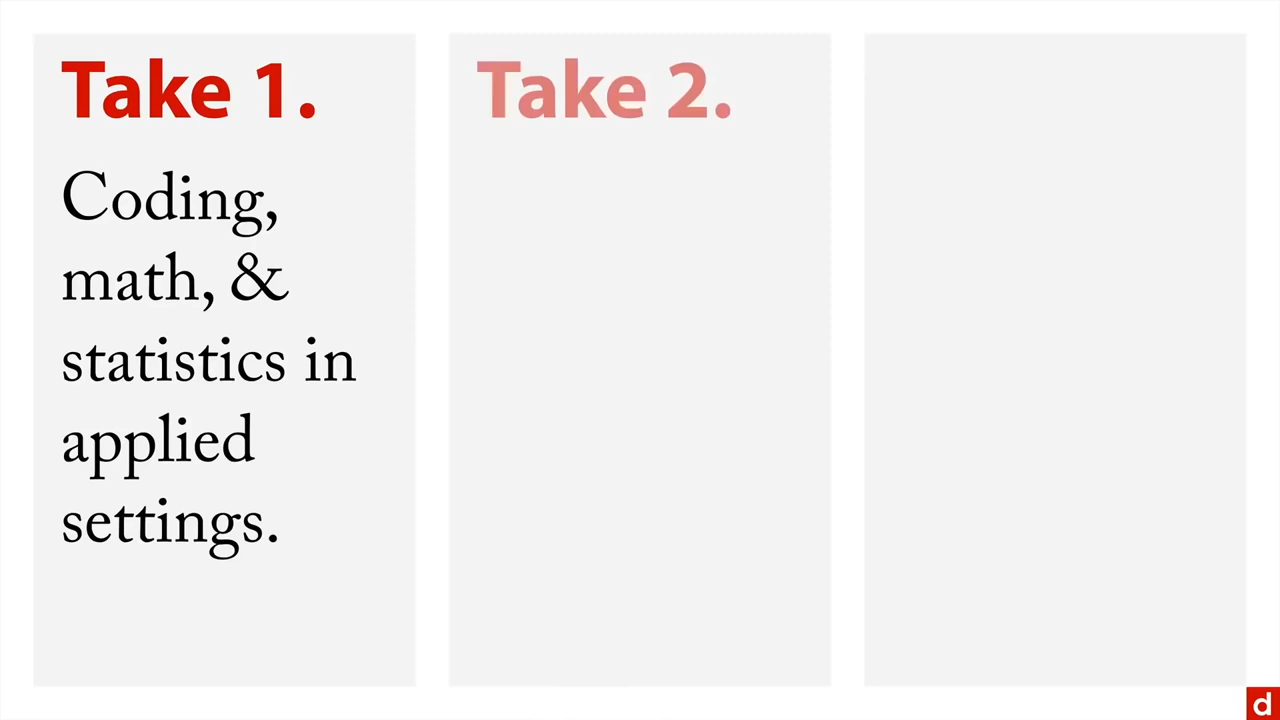 Take 1.
Coding,
math, &
statistics in
applied
settings.
Take 2.
d